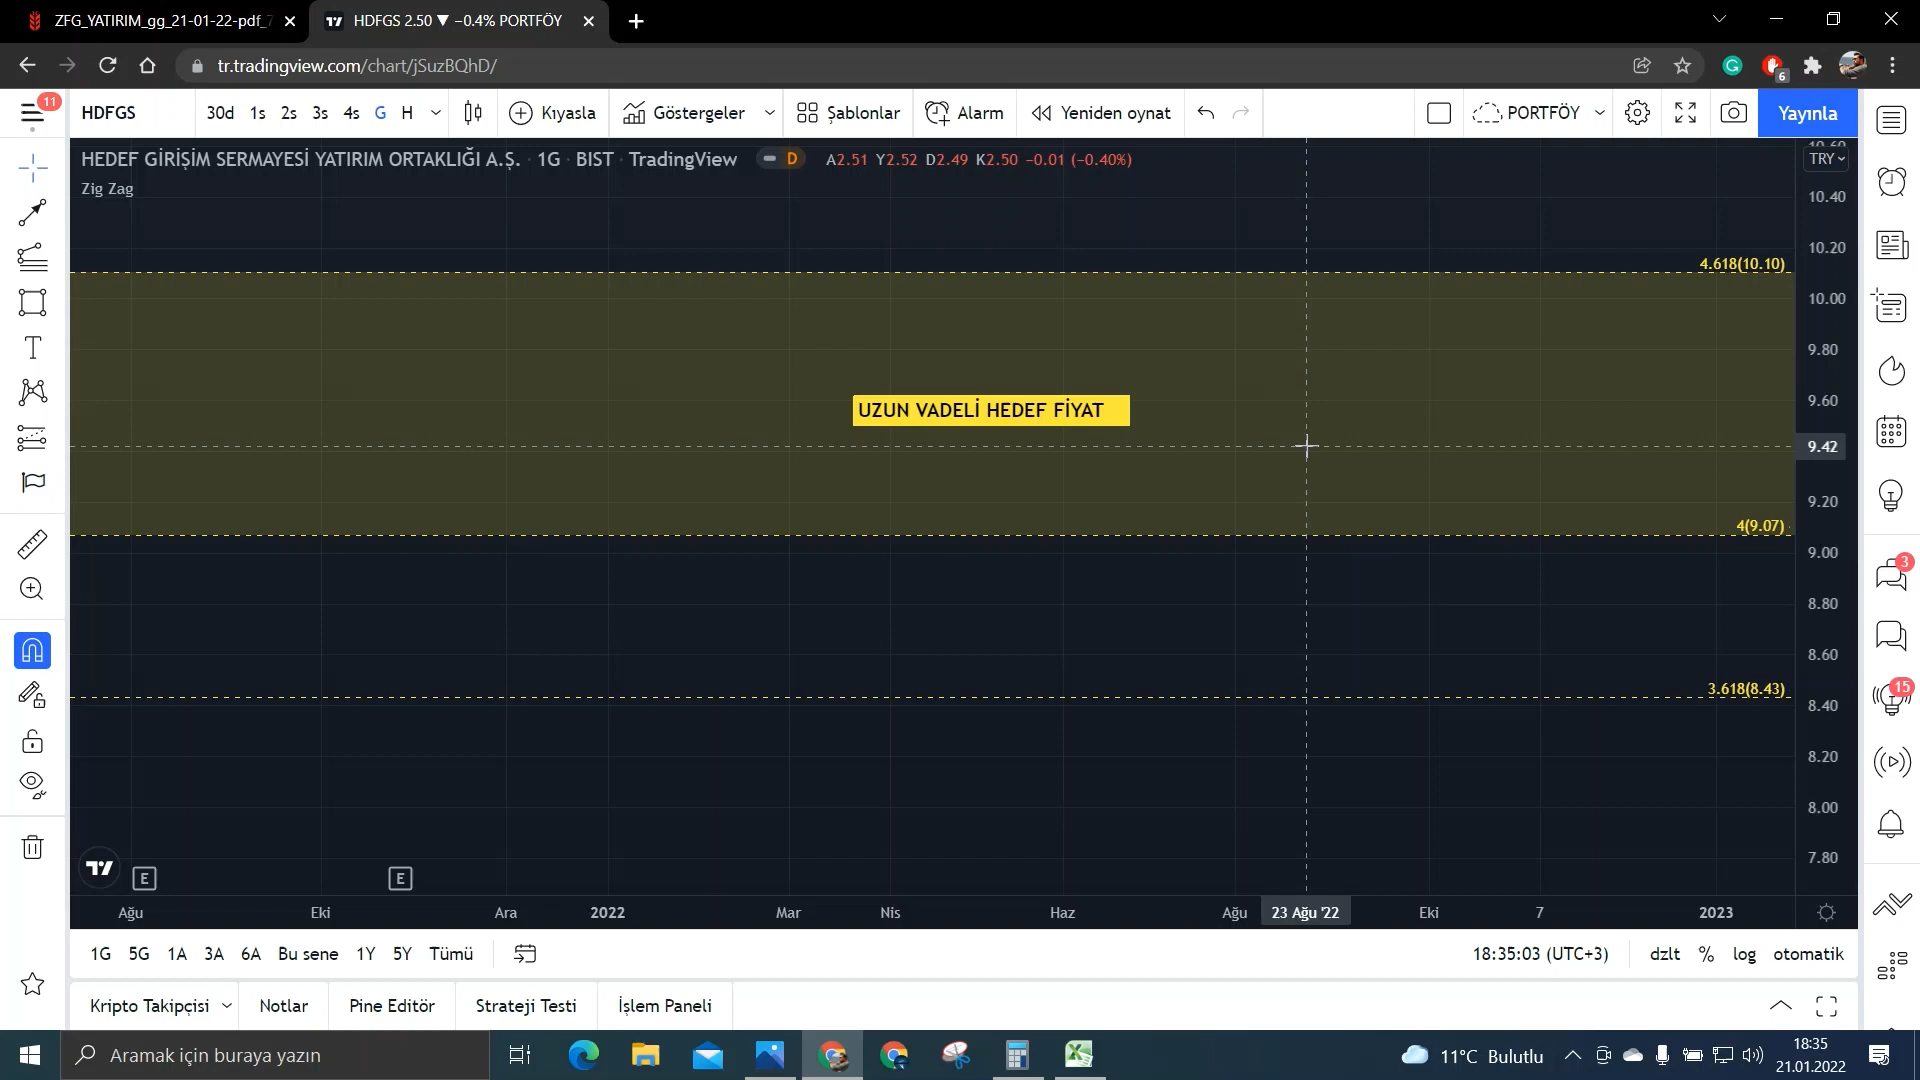 ZFG_YATIRIM_gg_21-01-22-pdf_7
HDFGS 2.50 ▼ −0.4% PORTFÖY
tr.tradingview.com/chart/jSuzBQhD/
6
11
HDFGS
30d 1s 2s 3s 4s G H
Kıyasla
Göstergeler
Şablonlar
Alarm
Yeniden oynat
PORTFÖY
Yayınla
HEDEF GİRİŞİM SERMAYESİ YATIRIM ORTAKLIĞI A.Ş. · 1G · BIST · TradingView
D
A2.51 Y2.52 D2.49 K2.50 −0.01 (−0.40%)
TRY
Zig Zag
10.40
10.20
4.618(10.10)
10.00
9.80
9.60
UZUN VADELİ HEDEF FİYAT
9.42
9.20
4(9.07)
9.00
3
8.80
8.60
3.618(8.43)
15
8.40
8.20
8.00
7.80
E
E
Ağu Eki Ara 2022 Mar Nis Haz Ağu 23 Ağu '22 Eki 7 2023
1G 5G 1A 3A 6A Bu sene 1Y 5Y Tümü
18:35:03 (UTC+3)
dzlt % log otomatik
Kripto Takipçisi
Notlar
Pine Editör
Strateji Testi
İşlem Paneli
Aramak için buraya yazın
11°C Bulutlu
18:35
21.01.2022